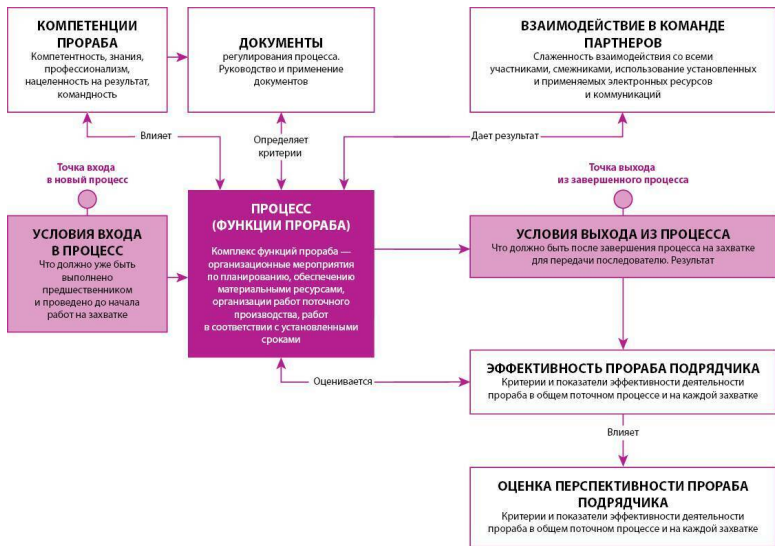 КОМПЕТЕНЦИИ
ПРОРАБА
Компетентность, знания,
профессионализм,
нацеленность на результат,
командность
ДОКУМЕНТЫ
регулирования процесса.
Руководство и применение
документов
ВЗАИМОДЕЙСТВИЕ В КОМАНДЕ
ПАРТНЕРОВ
Слаженность взаимодействия со всеми
участниками, смежниками, использование установленных
и применяемых электронных ресурсов
и коммуникаций
Влияет
Определяет
критерии
Дает результат
Точка входа
в новый процесс
Точка выхода
из завершенного процесса
УСЛОВИЯ ВХОДА
В ПРОЦЕСС
Что должно уже быть
выполнено
предшественником
и проведено до начала
работ на захватке
ПРОЦЕСС
(ФУНКЦИИ ПРОРАБА)
Комплекс функций прораба —
организационные мероприятия
по планированию, обеспечению
материальными ресурсами,
организации работ поточного
производства, работ
в соответствии с установленными
сроками
УСЛОВИЯ ВЫХОДА ИЗ ПРОЦЕССА
Что должно быть после завершения процесса на захватке
для передачи последователю. Результат
Оценивается
ЭФФЕКТИВНОСТЬ ПРОРАБА ПОДРЯДЧИКА
Критерии и показатели эффективности деятельности
прораба в общем поточном процессе и на каждой захватке
Влияет
ОЦЕНКА ПЕРСПЕКТИВНОСТИ ПРОРАБА
ПОДРЯДЧИКА
Критерии и показатели эффективности деятельности
прораба в общем поточном процессе и на каждой захватке